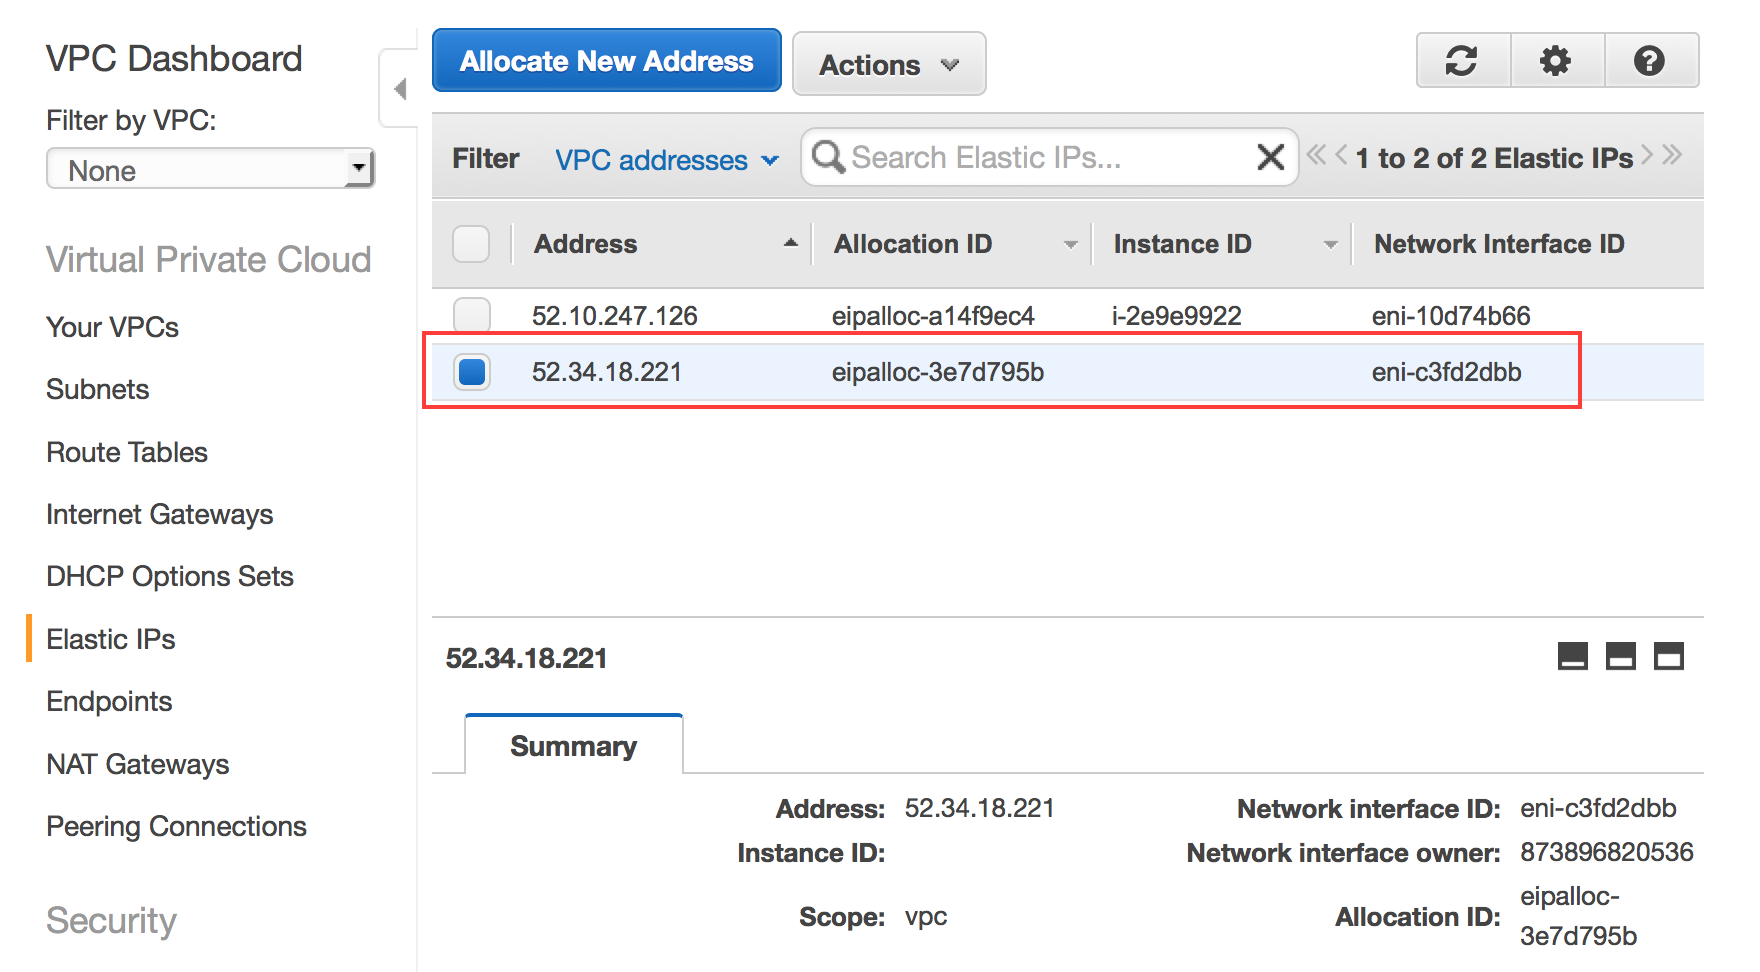 VPC Dashboard
Filter by VPC:
None
Virtual Private Cloud
Your VPCs
Subnets
Route Tables
Internet Gateways
DHCP Options Sets
Elastic IPs
Endpoints
NAT Gateways
Peering Connections
Security
Allocate New Address Actions
Filter VPC addresses Search Elastic IPs... 1 to 2 of 2 Elastic IPs
Address Allocation ID Instance ID Network Interface ID
52.10.247.126 eipalloc-a14f9ec4 i-2e9e9922 eni-10d74b66
52.34.18.221 eipalloc-3e7d795b eni-c3fd2dbb
52.34.18.221
Summary
Address: 52.34.18.221 Network interface ID: eni-c3fd2dbb
Instance ID: Network interface owner: 873896820536
Scope: vpc Allocation ID: eipalloc-
3e7d795b